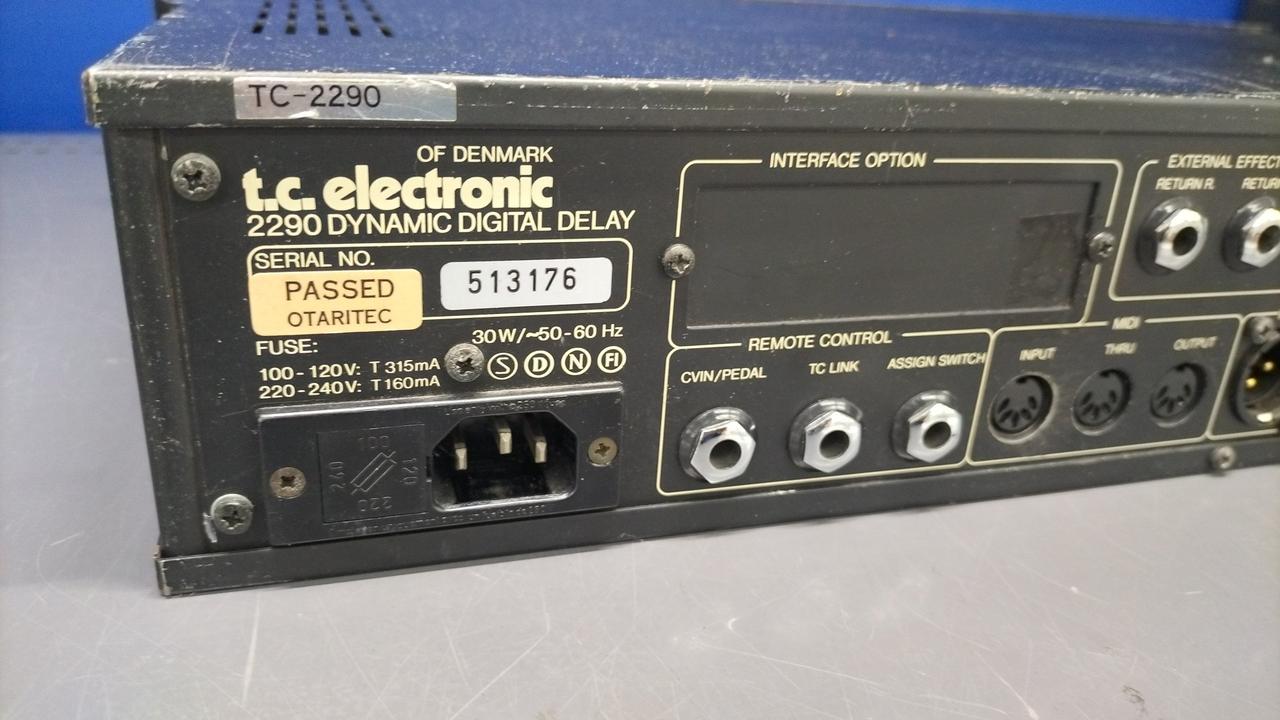 TC-2290
OF DENMARK
t.c. electronic
2290 DYNAMIC DIGITAL DELAY
SERIAL NO.
PASSED
OTARITEC
513176
30W/~50-60 Hz
FUSE:
100-120V: T 315mA
220-240V: T160mA
S D N FI
100
120
220
240
INTERFACE OPTION
REMOTE CONTROL
CVIN/PEDAL
TC LINK
ASSIGN SWITCH
MIDI
INPUT
THRU
OUTPUT
EXTERNAL EFFECT
RETURN R.
RETURN